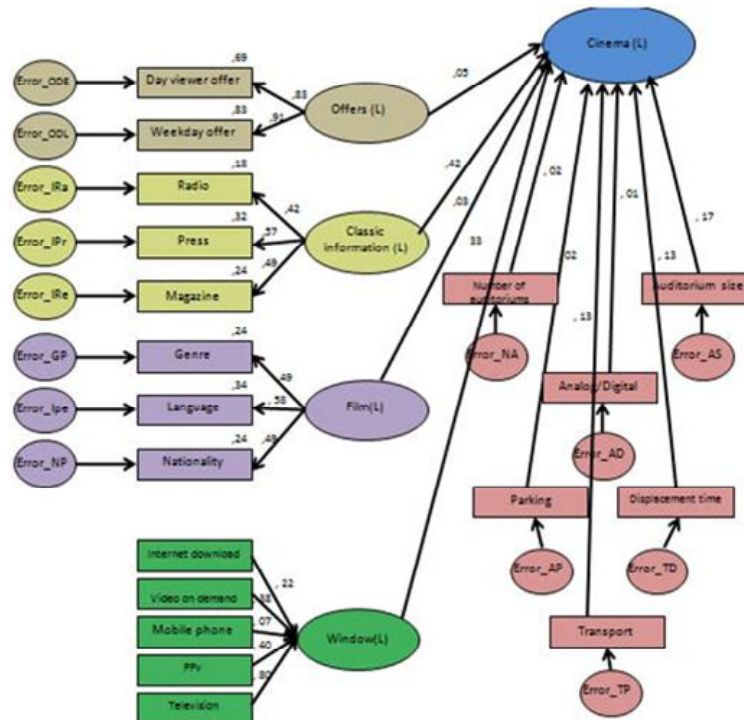 Cinema (L)
,69
Error_ODE
Day viewer offer
,83
Offers (L)
,05
,83
Error_ODL
Weekday offer
,91
,18
Error_IRa
Radio
,42
,42
,02
,01
,32
Error_IPr
Press
,57
Classic
information (L)
,03
,17
,24
Error_IRe
Magazine
,49
33
,02
,13
Number of
auditoriums
Auditorium size
,13
,24
Error_GP
Genre
,49
Error_NA
Error_AS
,34
Error_Ipe
Language
,58
Film(L)
Analog/Digital
,24
Error_NP
Nationality
,49
Error_AD
Parking
Displacement time
Internet download
,22
Error_AP
Error_TD
Video on demand
,38
Mobile phone
,07
Window(L)
Transport
PPv
,40
Television
,80
Error_TP